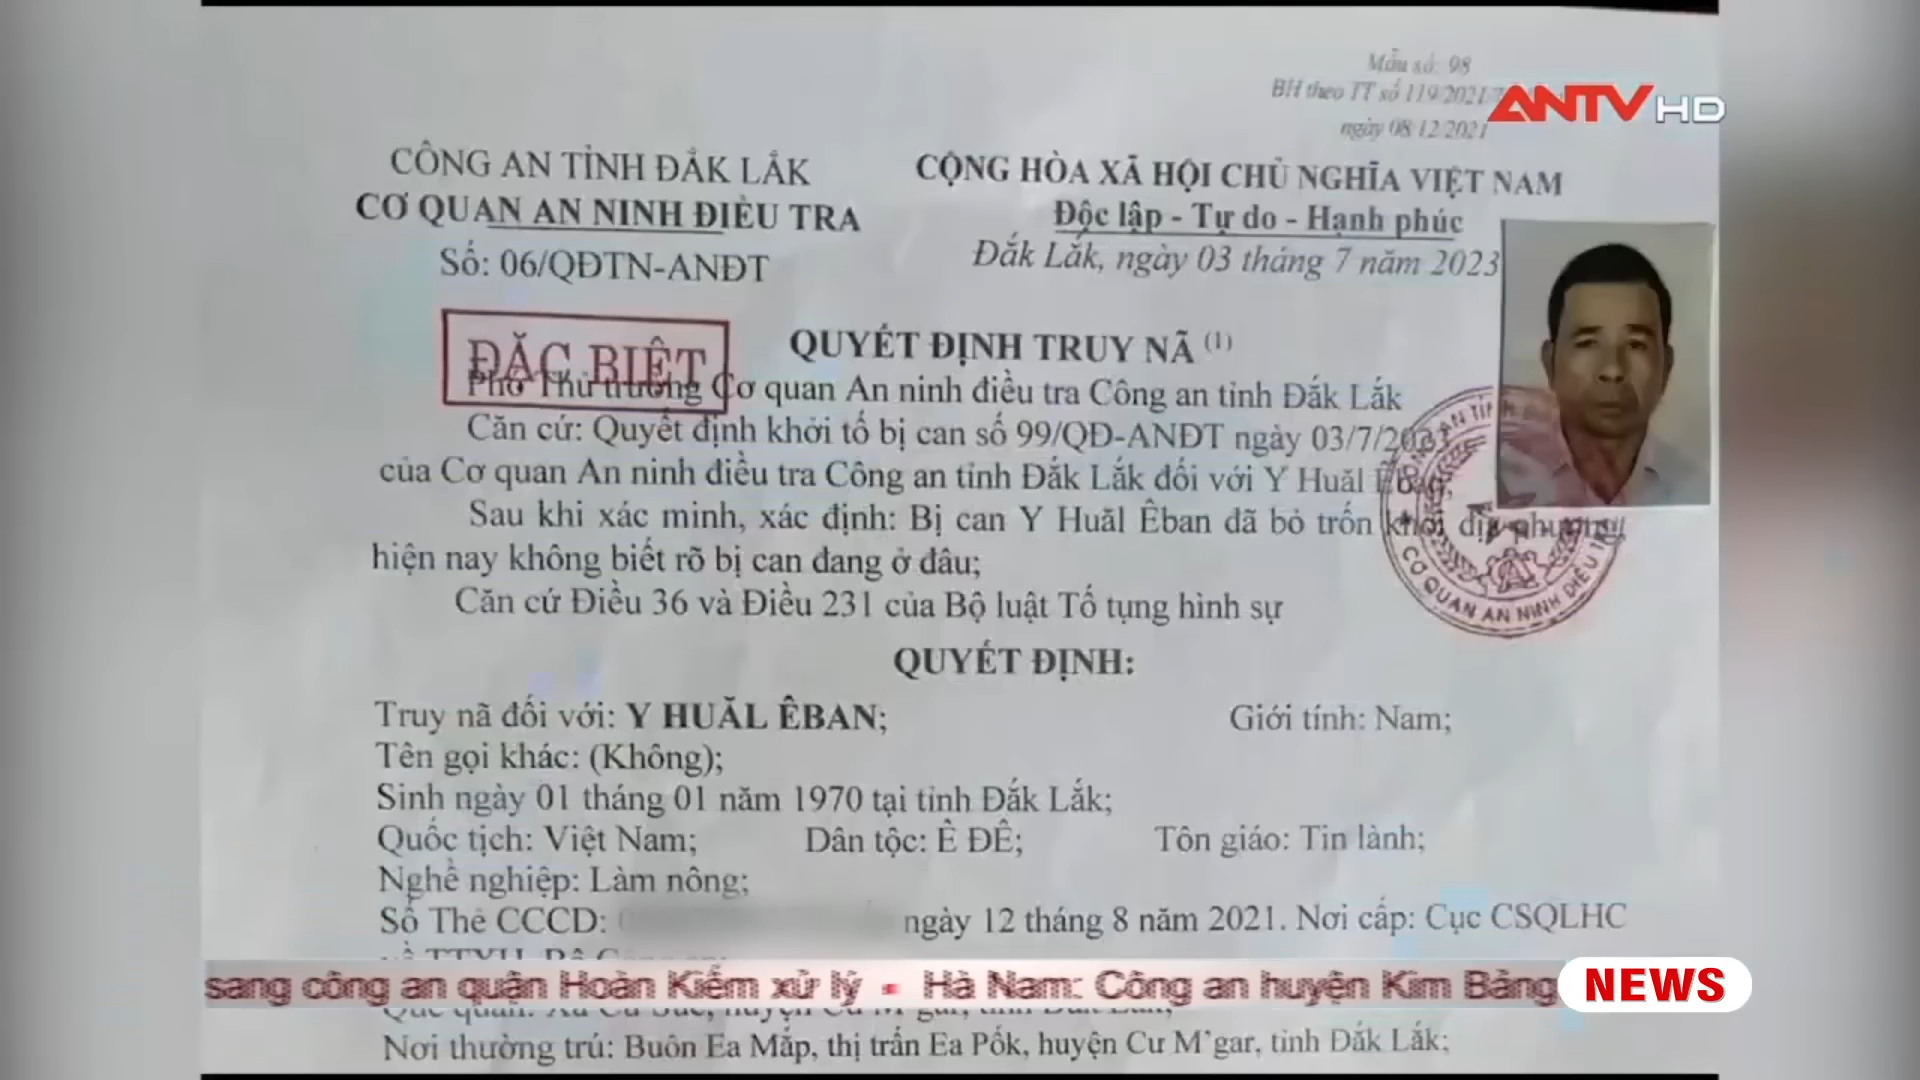 Mẫu số: 98
BH theo TT số 119/2021/
ANTV HD
ngày 08/12/2021
CÔNG AN TỈNH ĐẮK LẮK
CỘNG HÒA XÃ HỘI CHỦ NGHĨA VIỆT NAM
CƠ QUAN AN NINH ĐIỀU TRA
Độc lập - Tự do - Hạnh phúc
Số: 06/QĐTN-ANĐT
Đắk Lắk, ngày 03 tháng 7 năm 2023
ĐẶC BIỆT
QUYẾT ĐỊNH TRUY NÃ (1)
Phó Thủ trưởng Cơ quan An ninh điều tra Công an tỉnh Đắk Lắk
Căn cứ: Quyết định khởi tố bị can số 99/QĐ-ANĐT ngày 03/7/2023
của Cơ quan An ninh điều tra Công an tỉnh Đắk Lắk đối với Y Huăl Êban;
Sau khi xác minh, xác định: Bị can Y Huăl Êban đã bỏ trốn khỏi địa phương,
hiện nay không biết rõ bị can đang ở đâu;
Căn cứ Điều 36 và Điều 231 của Bộ luật Tố tụng hình sự
CƠ QUAN AN NINH ĐIỀU TRA
QUYẾT ĐỊNH:
Truy nã đối với: Y HUĂL ÊBAN;
Giới tính: Nam;
Tên gọi khác: (Không);
Sinh ngày 01 tháng 01 năm 1970 tại tỉnh Đắk Lắk;
Quốc tịch: Việt Nam; Dân tộc: Ê ĐÊ; Tôn giáo: Tin lành;
Nghề nghiệp: Làm nông;
Số Thẻ CCCD: ngày 12 tháng 8 năm 2021. Nơi cấp: Cục CSQLHC
sang công an quận Hoàn Kiếm xử lý - Hà Nam: Công an huyện Kim Bảng
NEWS
Nơi thường trú: Buôn Ea Mắp, thị trấn Ea Pốk, huyện Cư M'gar, tỉnh Đắk Lắk;